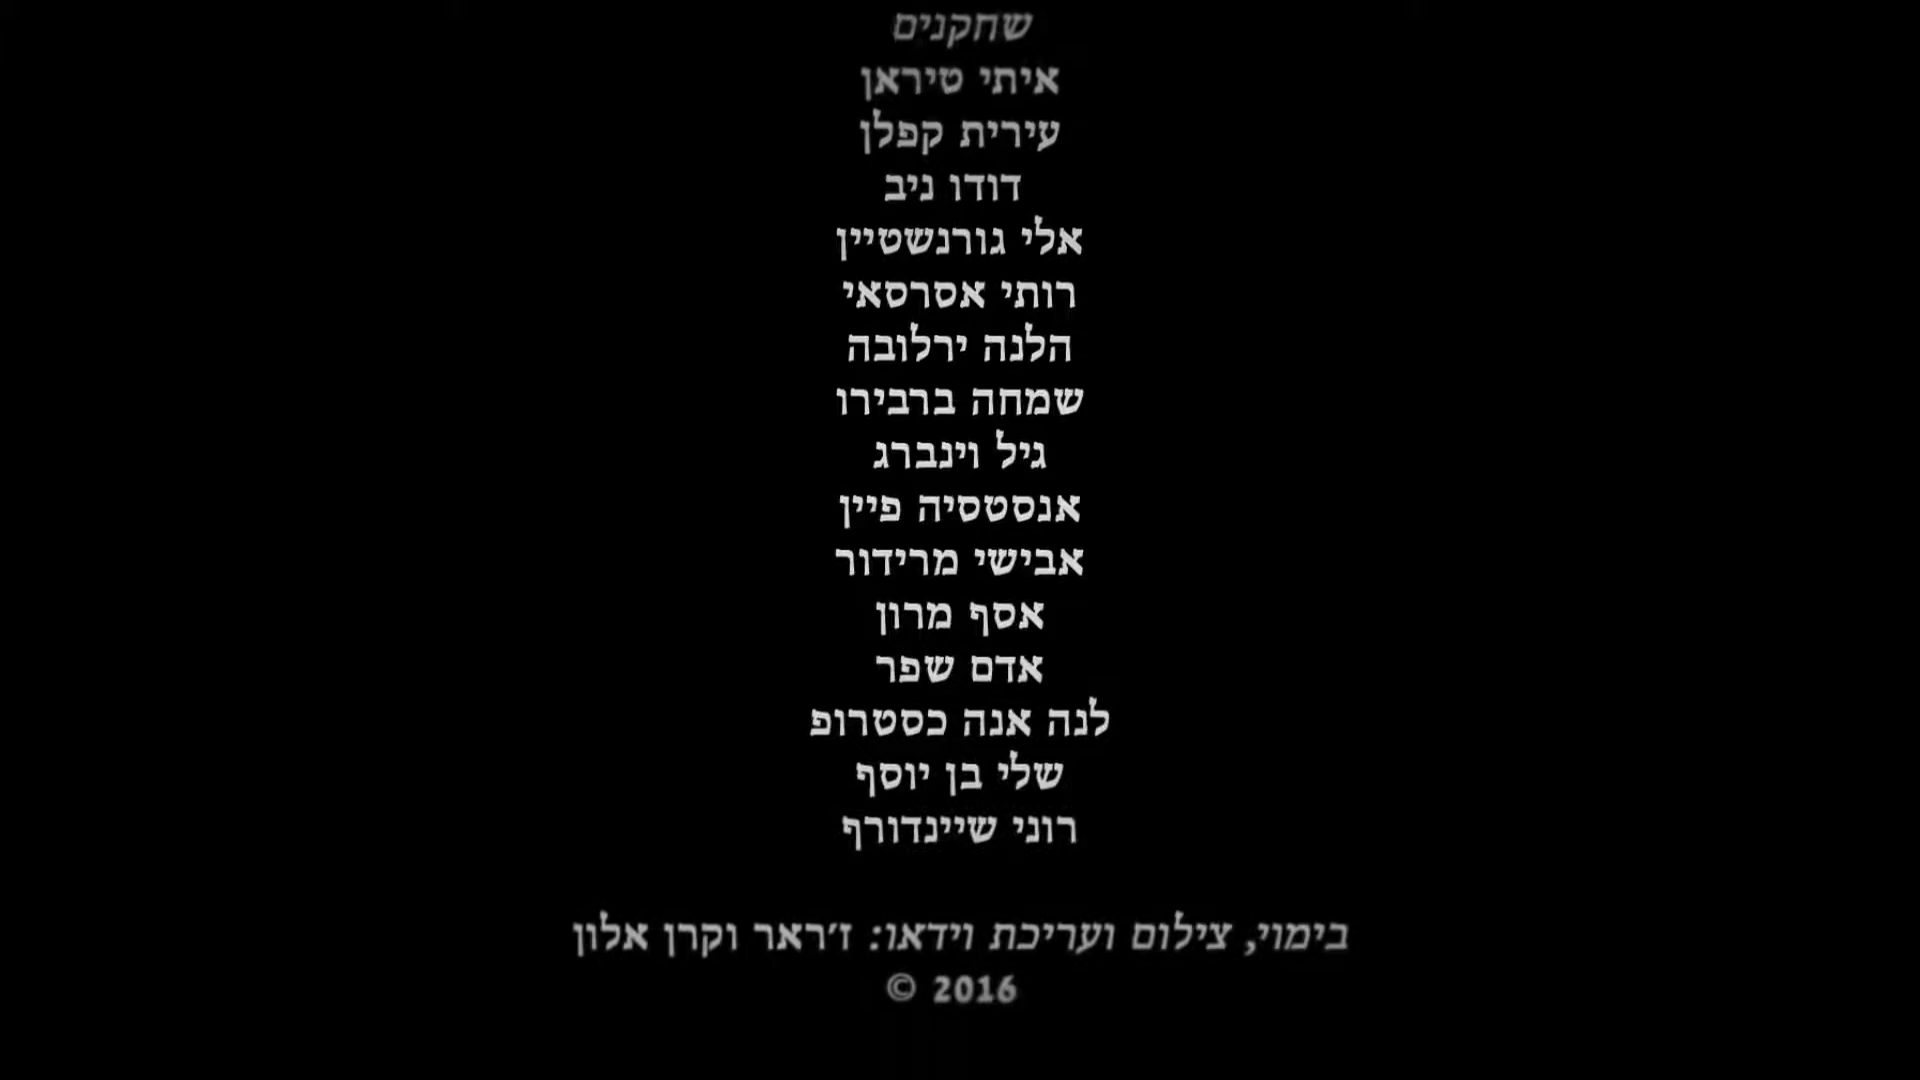 שחקנים
איתי טיראן
עירית קפלן
דודו ניב
אלי גורנשטיין
רותי אסרסאי
הלנה ירלובה
שמחה ברבירו
גיל וינברג
אנסטסיה פיין
אבישי מרידור
אסף מרון
אדם שפר
לנה אנה כסטרופ
שלי בן יוסף
רוני שיינדורף
בימוי, צילום ועריכת וידאו: ז׳ראר וקרן אלון
© 2016